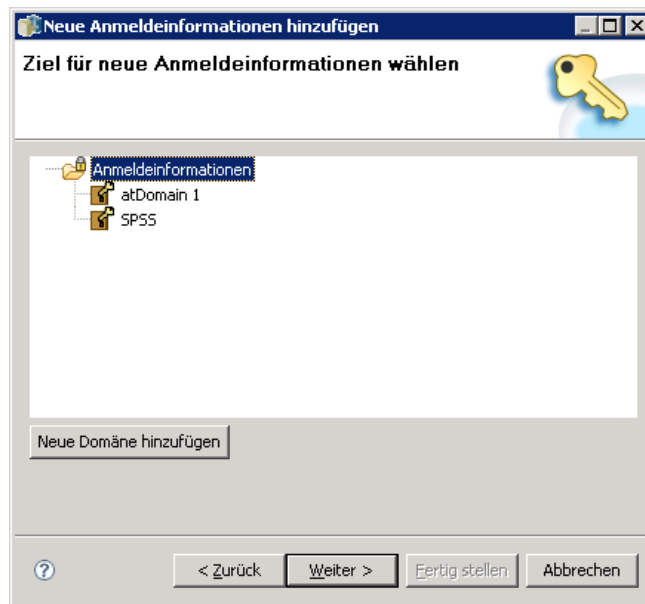 Neue Anmeldeinformationen hinzufügen
Ziel für neue Anmeldeinformationen wählen
Anmeldeinformationen
atDomain 1
SPSS
Neue Domäne hinzufügen
?
< Zurück
Weiter >
Fertig stellen
Abbrechen